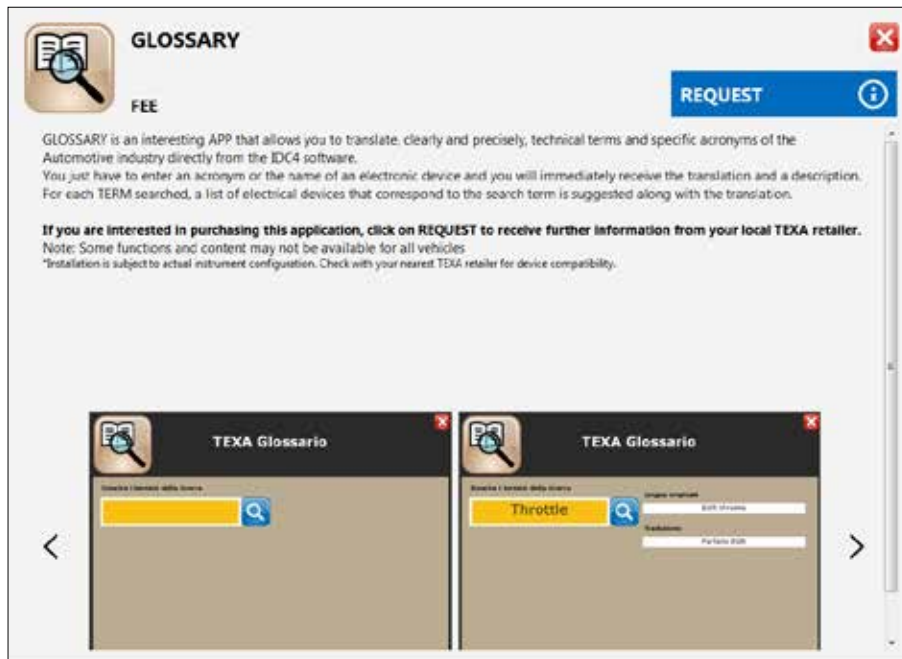 GLOSSARY
FEE
REQUEST
GLOSSARY is an interesting APP that allows you to translate, clearly and precisely, technical terms and specific acronyms of the
Automotive industry directly from the IDC4 software.
You just have to enter an acronym or the name of an electronic device and you will immediately receive the translation and a description.
For each TERM searched, a list of electrical devices that correspond to the search term is suggested along with the translation.
If you are interested in purchasing this application, click on REQUEST to receive further information from your local TEXA retailer.
Note: Some functions and content may not be available for all vehicles
*Installation is subject to actual instrument configuration. Check with your nearest TEXA retailer for device compatibility.
TEXA Glossario
TEXA Glossario
Throttle